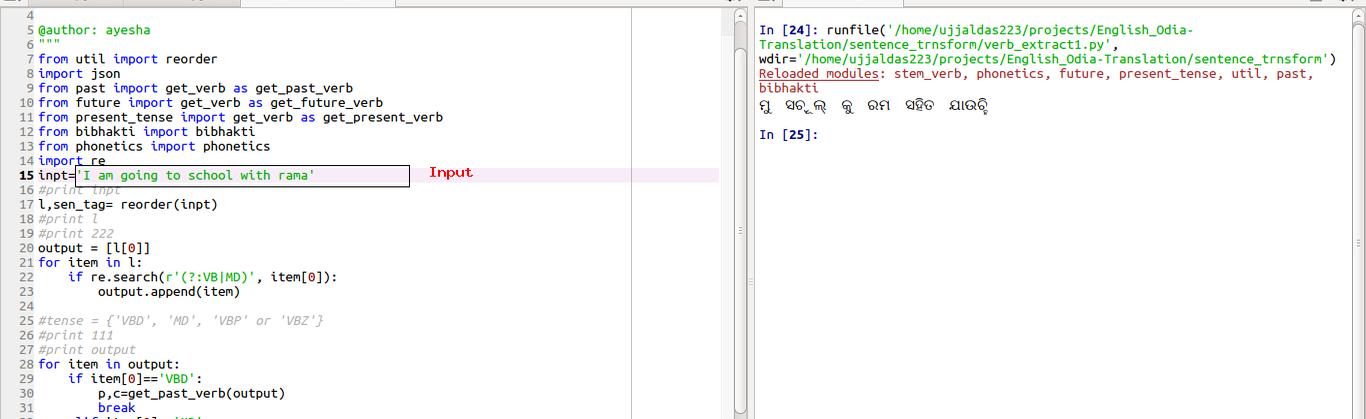 4
5 @author: ayesha
6 """
7 from util import reorder
8 import json
9 from past import get_verb as get_past_verb
10 from future import get_verb as get_future_verb
11 from present_tense import get_verb as get_present_verb
12 from bibhakti import bibhakti
13 from phonetics import phonetics
14 import re
15 inpt='I am going to school with rama'
Input
16 #print inpt
17 l,sen_tag= reorder(inpt)
18 #print l
19 #print 222
20 output = [l[0]]
21 for item in l:
22 if re.search(r'(?:VB|MD)', item[0]):
23 output.append(item)
24
25 #tense = {'VBD', 'MD', 'VBP' or 'VBZ'}
26 #print 111
27 #print output
28 for item in output:
29 if item[0]=='VBD':
30 p,c=get_past_verb(output)
31 break
In [24]: runfile('/home/ujjaldas223/projects/English_Odia-
Translation/sentence_trnsform/verb_extract1.py',
wdir='/home/ujjaldas223/projects/English_Odia-Translation/sentence_trnsform')
Reloaded modules: stem_verb, phonetics, future, present_tense, util, past,
bibhakti
ମୁ କୁ ରମ ସହିତ
In [25]: